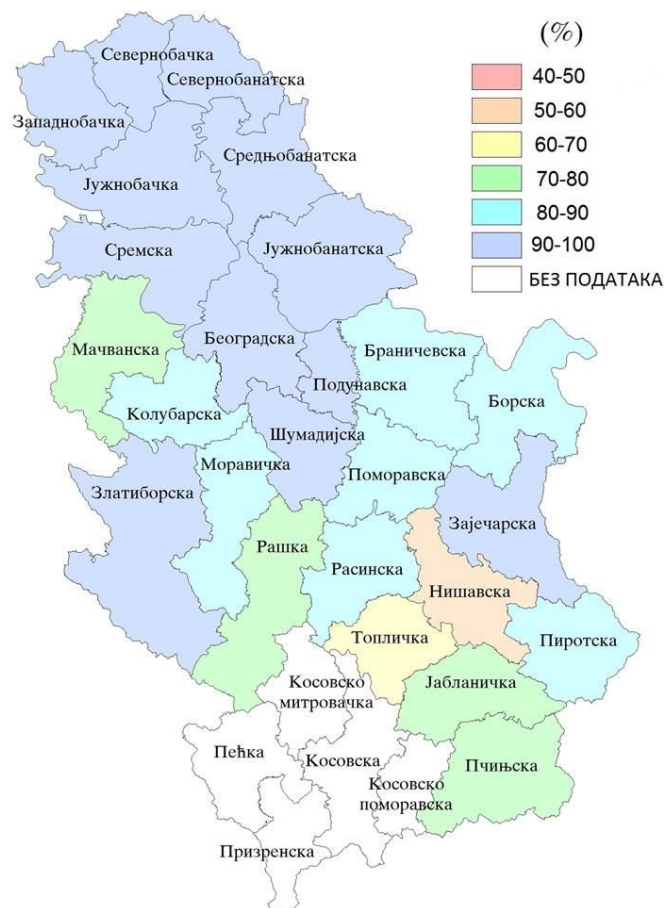 (%)
40-50
50-60
60-70
70-80
80-90
90-100
БЕЗ ПОДАТАКА
Севернобачка
Севернобанатска
Западнобачка
Средњобанатска
Јужнобачка
Сремска
Јужнобанатска
Мачванска
Београдска
Браничевска
Подунавска
Борска
Колубарска
Шумадијска
Моравичка
Поморавска
Златиборска
Зајечарска
Рашка
Расинска
Нишавска
Топличка
Пиротска
Јабланичка
Косовско
митровачка
Пећка
Косовска
Косовско
поморавска
Пчињска
Призренска